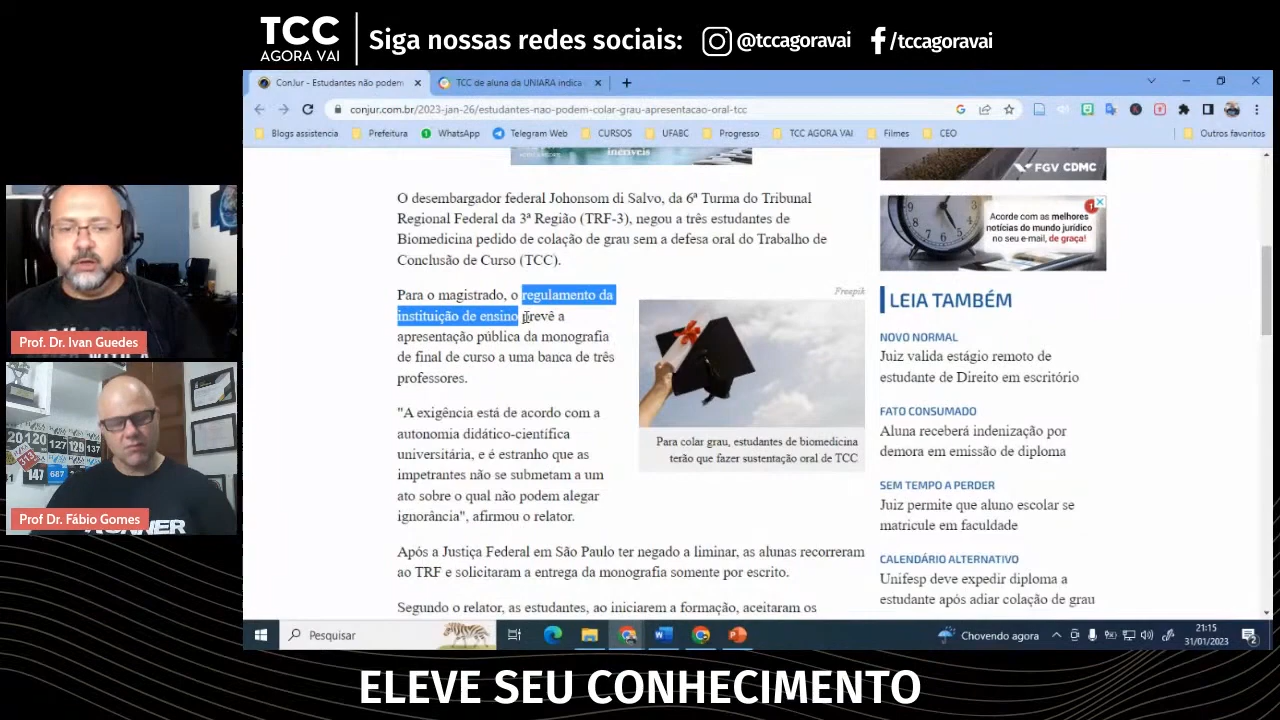 TCC
AGORA VAI
Siga nossas redes sociais:
@tccagoravai
/tccagoravai
ConJur - Estudantes não podem
TCC de aluna da UNIARA indica
conjur.com.br/2023-jan-26/estudantes-nao-podem-colar-grau-apresentacao-oral-tcc
Blogs assistencia
Prefeitura
WhatsApp
Telegram Web
CURSOS
UFABC
Progresso
TCC AGORA VAI
Filmes
CEO
Outros favoritos
incríveis
FGV CDMC
O desembargador federal Johonsom di Salvo, da 6ª Turma do Tribunal
Regional Federal da 3ª Região (TRF-3), negou a três estudantes de
Biomedicina pedido de colação de grau sem a defesa oral do Trabalho de
Conclusão de Curso (TCC).
Para o magistrado, o regulamento da
instituição de ensino prevê a
apresentação pública da monografia
de final de curso a uma banca de três
professores.
"A exigência está de acordo com a
autonomia didático-científica
universitária, e é estranho que as
impetrantes não se submetam a um
ato sobre o qual não podem alegar
ignorância", afirmou o relator.
Freepik
Para colar grau, estudantes de biomedicina
terão que fazer sustentação oral de TCC
Após a Justiça Federal em São Paulo ter negado a liminar, as alunas recorreram
ao TRF e solicitaram a entrega da monografia somente por escrito.
Segundo o relator, as estudantes, ao iniciarem a formação, aceitaram os
1
Acorde com as melhores
notícias do mundo jurídico
no seu e-mail, de graça!
LEIA TAMBÉM
NOVO NORMAL
Juiz valida estágio remoto de
estudante de Direito em escritório
FATO CONSUMADO
Aluna receberá indenização por
demora em emissão de diploma
SEM TEMPO A PERDER
Juiz permite que aluno escolar se
matricule em faculdade
CALENDÁRIO ALTERNATIVO
Unifesp deve expedir diploma a
estudante após adiar colação de grau
Prof. Dr. Ivan Guedes
120
127
129
139
313
147
687
RUNNER
Prof Dr. Fábio Gomes
Pesquisar
Chovendo agora
21:15
31/01/2023
2
ELEVE SEU CONHECIMENTO